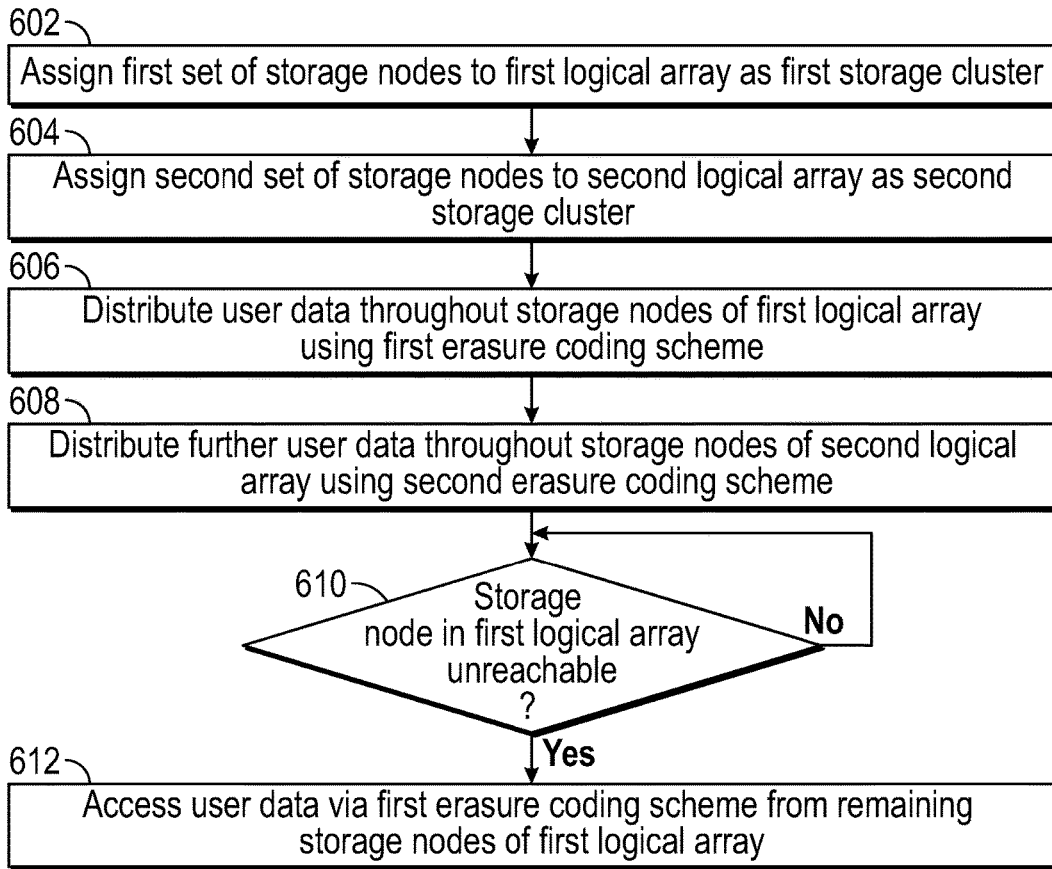 602
Assign first set of storage nodes to first logical array as first storage cluster
604
Assign second set of storage nodes to second logical array as second
storage cluster
606
Distribute user data throughout storage nodes of first logical array
using first erasure coding scheme
608
Distribute further user data throughout storage nodes of second logical
array using second erasure coding scheme
610
Storage
node in first logical array
unreachable
?
No
Yes
612
Access user data via first erasure coding scheme from remaining
storage nodes of first logical array